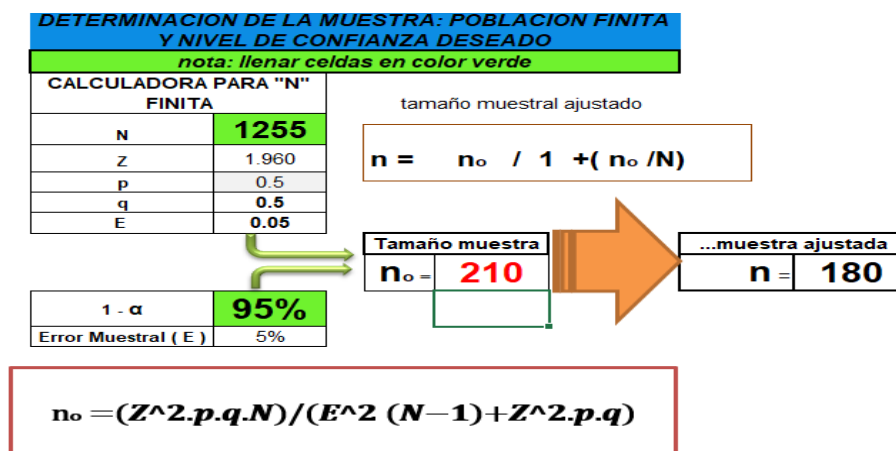 DETERMINACION DE LA MUESTRA: POBLACION FINITA
Y NIVEL DE CONFIANZA DESEADO
nota: llenar celdas en color verde
CALCULADORA PARA "N"
FINITA
N 1255
Z 1.960
p 0.5
q 0.5
E 0.05
tamaño muestral ajustado
n = nₒ / 1 +( nₒ /N)
Tamaño muestra
nₒ = 210
...muestra ajustada
n = 180
1 - α 95%
Error Muestral ( E ) 5%
nₒ =(Z^2.p.q.N)/(E^2 (N−1)+Z^2.p.q)